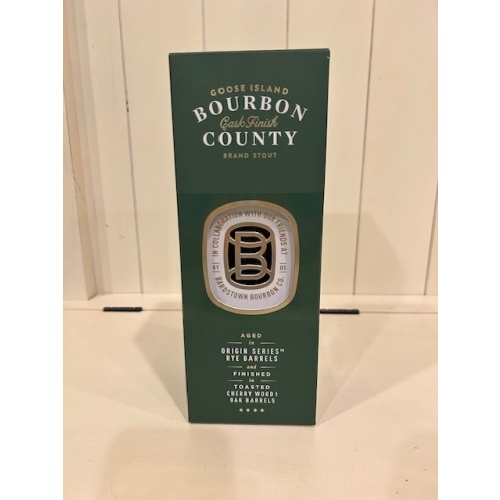 GOOSE ISLAND
BOURBON
Cask Finish
COUNTY
BRAND STOUT
IN COLLABORATION WITH OUR FRIENDS AT
B
KY US
BARDSTOWN BOURBON CO.
AGED
in
ORIGIN SERIES™
RYE BARRELS
and
FINISHED
in
TOASTED
CHERRY WOOD &
OAK BARRELS